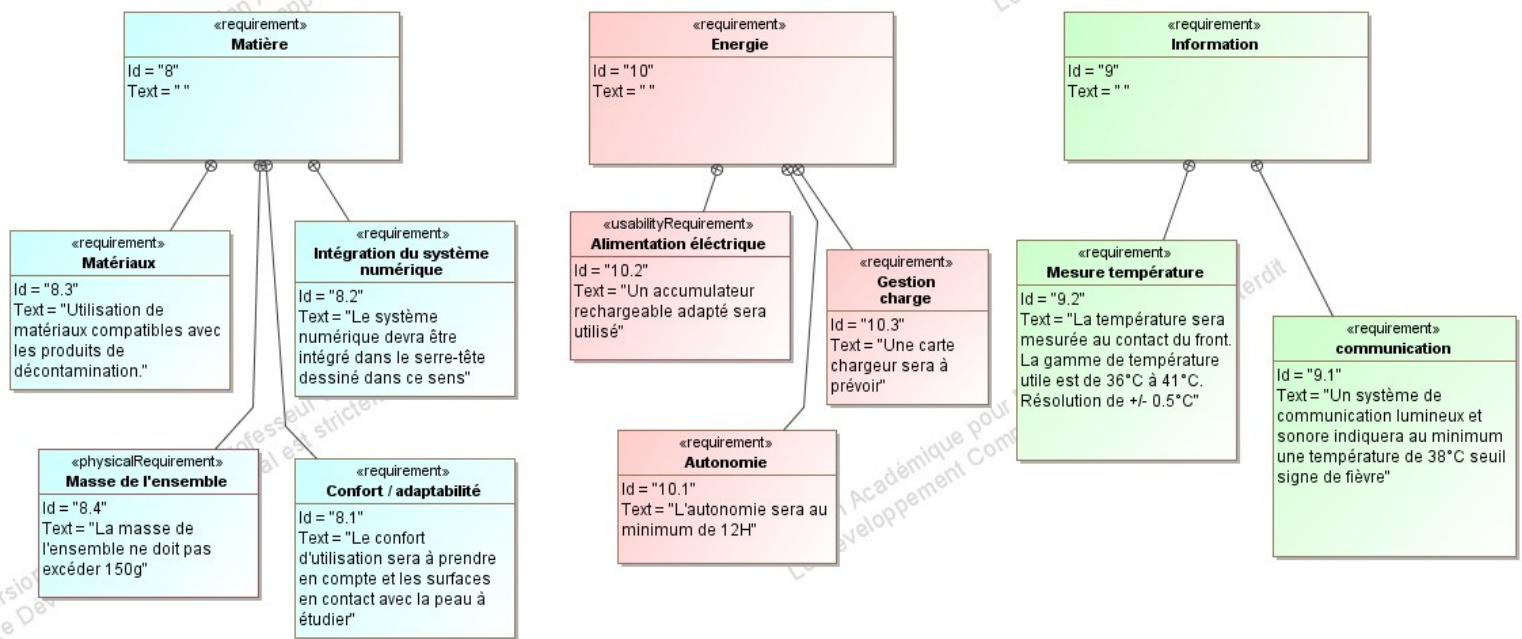 «requirement»
Matière
Id = "8"
Text = " "
«requirement»
Matériaux
Id = "8.3"
Text = "Utilisation de
matériaux compatibles avec
les produits de
décontamination."
«requirement»
Intégration du système
numérique
Id = "8.2"
Text = "Le système
numérique devra être
intégré dans le serre-tête
dessiné dans ce sens"
«physicalRequirement»
Masse de l'ensemble
Id = "8.4"
Text = "La masse de
l'ensemble ne doit pas
excéder 150g"
«requirement»
Confort / adaptabilité
Id = "8.1"
Text = "Le confort
d'utilisation sera à prendre
en compte et les surfaces
en contact avec la peau à
étudier"
«requirement»
Energie
Id = "10"
Text = " "
«usabilityRequirement»
Alimentation éléctrique
Id = "10.2"
Text = "Un accumulateur
rechargeable adapté sera
utilisé"
«requirement»
Gestion
charge
Id = "10.3"
Text = "Une carte
chargeur sera à
prévoir"
«requirement»
Autonomie
Id = "10.1"
Text = "L'autonomie sera au
minimum de 12H"
«requirement»
Information
Id = "9"
Text = " "
«requirement»
Mesure température
Id = "9.2"
Text = "La température sera
mesurée au contact du front.
La gamme de température
utile est de 36°C à 41°C.
Résolution de +/- 0.5°C"
«requirement»
communication
Id = "9.1"
Text = "Un système de
communication lumineux et
sonore indiquera au minimum
une température de 38°C seuil
signe de fièvre"
Académique pour